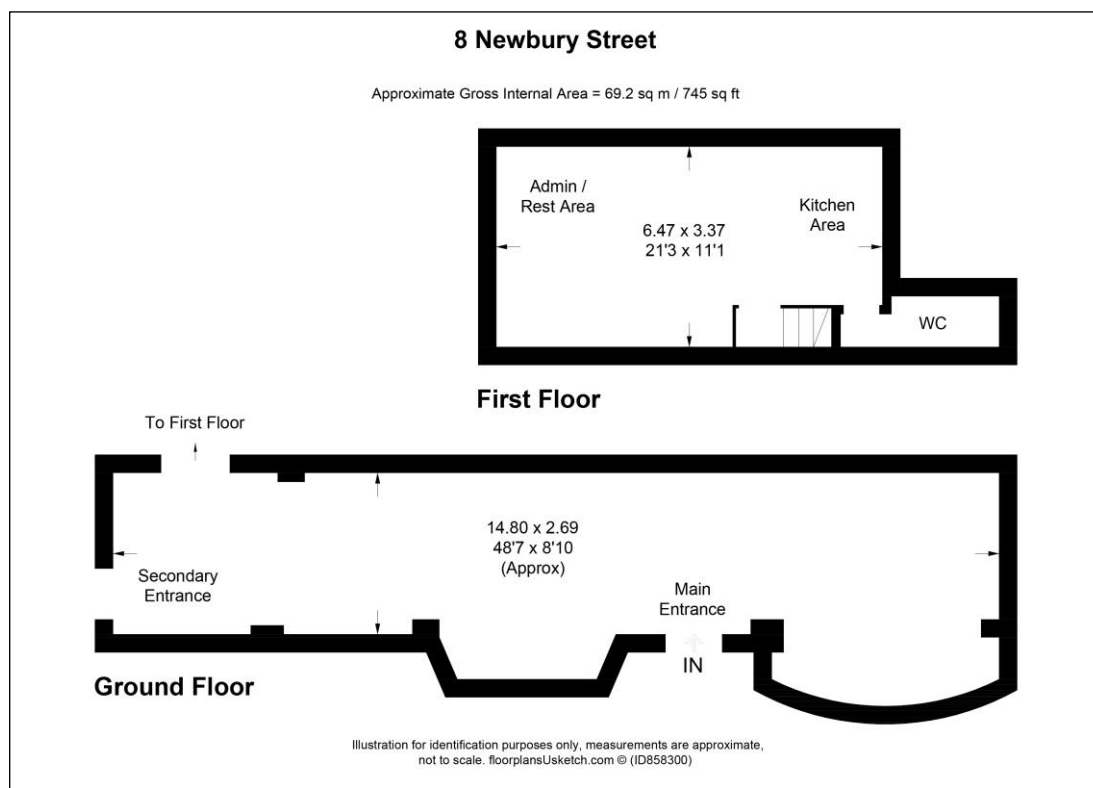 8 Newbury Street
Approximate Gross Internal Area = 69.2 sq m / 745 sq ft
Admin /
Rest Area
6.47 x 3.37
21'3 x 11'1
Kitchen
Area
WC
First Floor
To First Floor
14.80 x 2.69
48'7 x 8'10
(Approx)
Secondary
Entrance
Main
Entrance
IN
Ground Floor
Illustration for identification purposes only, measurements are approximate,
not to scale. floorplansUsketch.com © (ID858300)